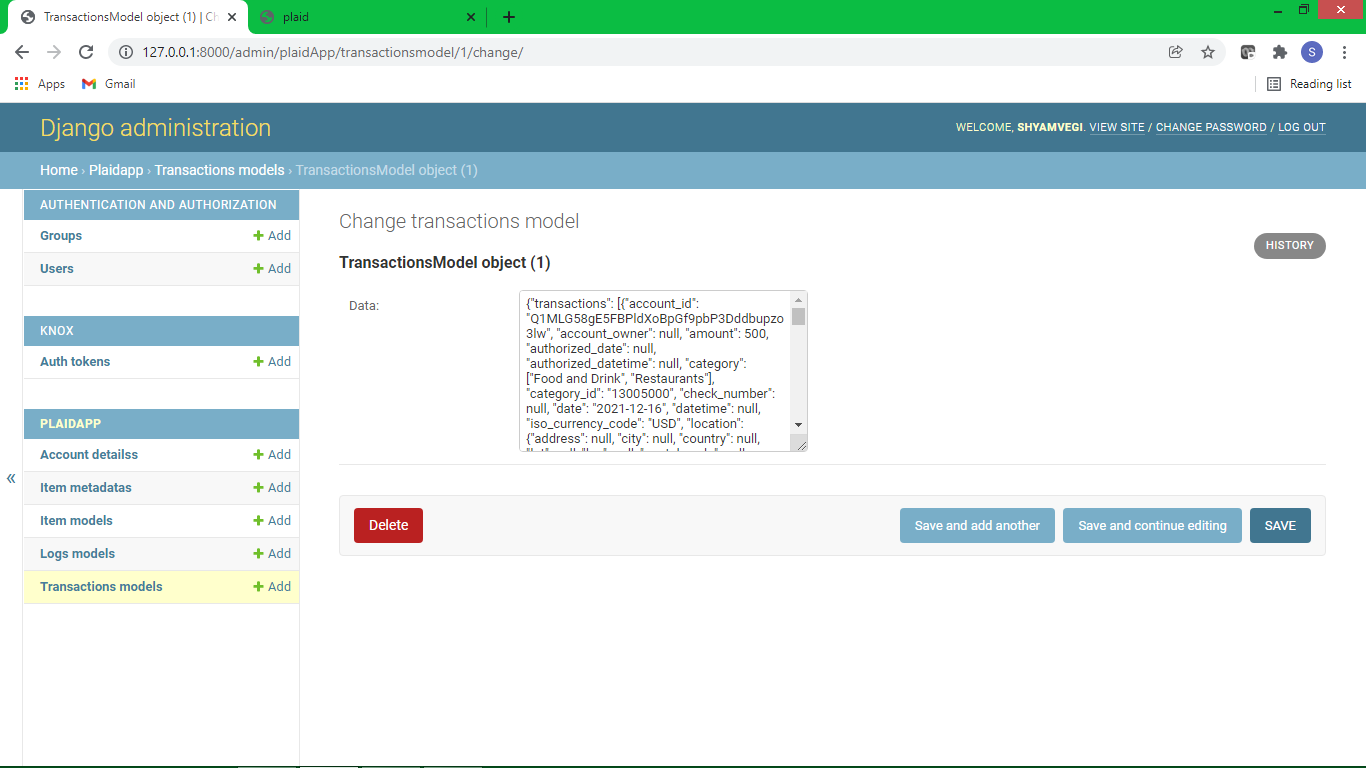 TransactionsModel object (1) | Ch
plaid
127.0.0.1:8000/admin/plaidApp/transactionsmodel/1/change/
S
Apps
Gmail
Reading list
Django administration
WELCOME, SHYAMVEGI. VIEW SITE / CHANGE PASSWORD / LOG OUT
Home › Plaidapp › Transactions models › TransactionsModel object (1)
AUTHENTICATION AND AUTHORIZATION
Groups + Add
Users + Add
KNOX
Auth tokens + Add
PLAIDAPP
Account detailss + Add
Item metadatas + Add
Item models + Add
Logs models + Add
Transactions models + Add
«
Change transactions model
HISTORY
TransactionsModel object (1)
Data:
{"transactions": [{"account_id":
"Q1MLG58gE5FBPldXoBpGf9pbP3Dddbupzo
3lw", "account_owner": null, "amount": 500,
"authorized_date": null,
"authorized_datetime": null, "category":
["Food and Drink", "Restaurants"],
"category_id": "13005000", "check_number":
null, "date": "2021-12-16", "datetime": null,
"iso_currency_code": "USD", "location":
{"address": null, "city": null, "country": null,
Delete
Save and add another
Save and continue editing
SAVE